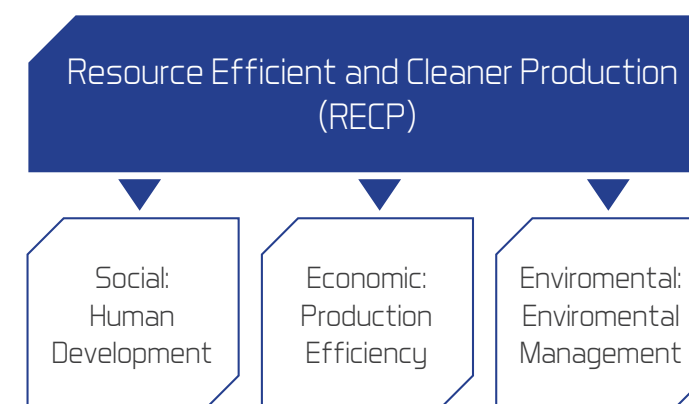 Resource Efficient and Cleaner Production
(RECP)
Social:
Human
Development
Economic:
Production
Efficiency
Enviromental:
Enviromental
Management